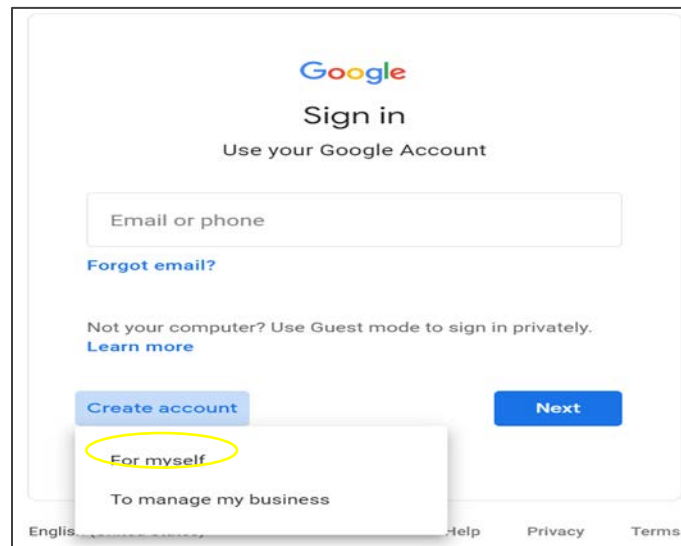 Google
Sign in
Use your Google Account
Email or phone
Forgot email?
Not your computer? Use Guest mode to sign in privately.
Learn more
Create account
Next
For myself
To manage my business
Help
Privacy
Terms